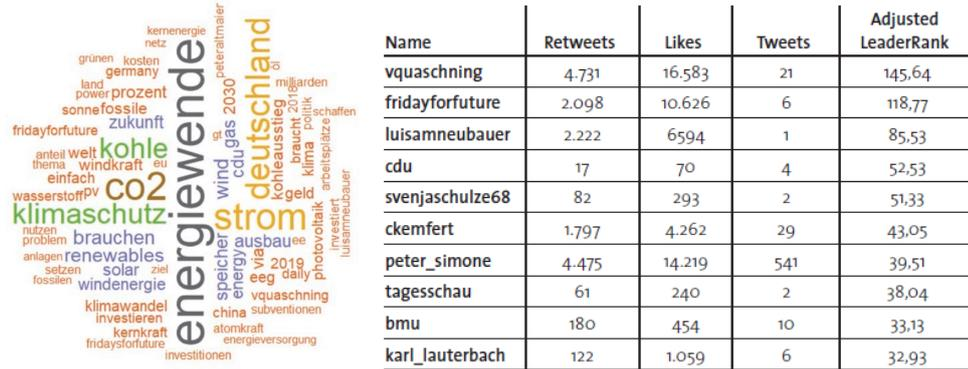 kernenergie
netz
grünen kosten
germany
land
power prozent
sonne fossile
zukunft
fridayforfuture
anteil welt kohle
thema windkraft eu
einfach
co2
wasserstoff pv
klimaschutz
nutzen
problem brauchen
anlagen renewables
setzen solar ziel
fossilen windenergie
klimawandel
investieren
kernkraft
fridaysforfuture
investitionen
energiewende
peteraltmaier
deutschland
öl
milliarden
2030
gt
gas
wind
cdu
kohleausstieg
braucht
2018
klima
politik
schaffen
arbeitsplätze
geld
strom
photovoltaik
investiert
luisamneubauer
ausbau ee
speicher
energy
via
eeg
2019
daily
vquaschning
china subventionen
atomkraft
energieversorgung
Name Retweets Likes Tweets Adjusted LeaderRank
vquaschning 4.731 16.583 21 145,64
fridayforfuture 2.098 10.626 6 118,77
luisamneubauer 2.222 6594 1 85,53
cdu 17 70 4 52,53
svenjaschulze68 82 293 2 51,33
ckemfert 1.797 4.262 29 43,05
peter_simone 4.475 14.219 541 39,51
tagesschau 61 240 2 38,04
bmu 180 454 10 33,13
karl_lauterbach 122 1.059 6 32,93